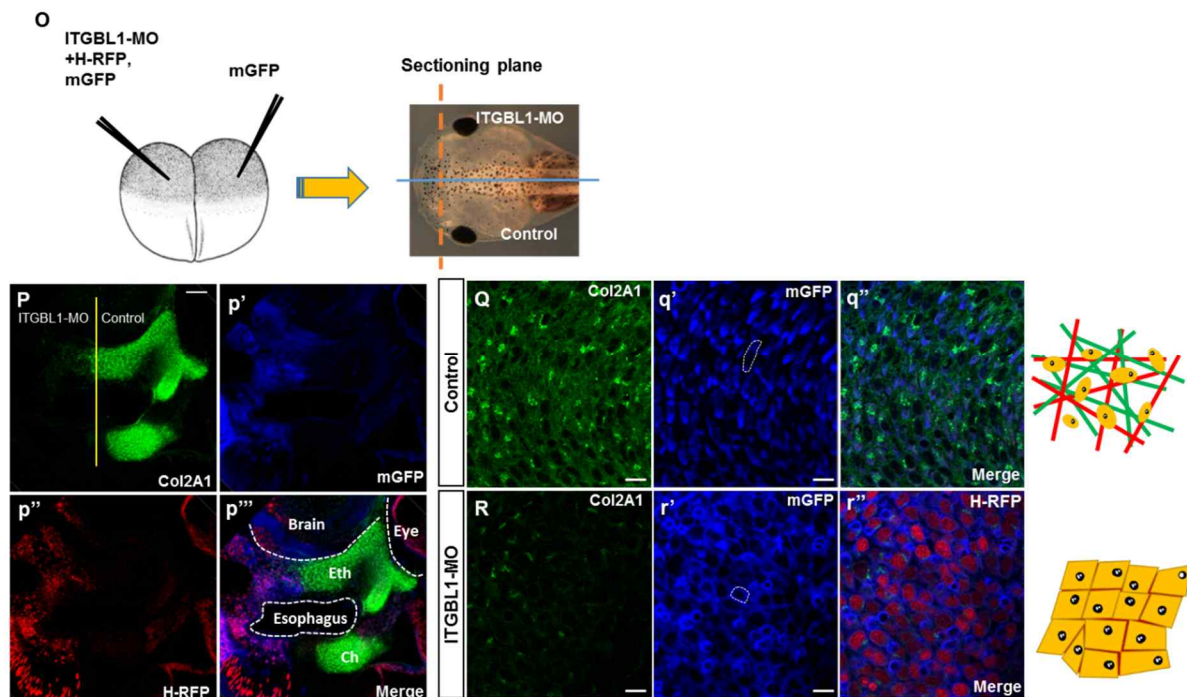 O
ITGBL1-MO
+H-RFP,
mGFP
mGFP
Sectioning plane
ITGBL1-MO
Control
P
ITGBL1-MO
Control
Col2A1
p'
mGFP
p''
H-RFP
p'''
Brain
Eye
Eth
Esophagus
Ch
Merge
Control
Q
Col2A1
q'
mGFP
q''
Merge
ITGBL1-MO
R
Col2A1
r'
mGFP
r''
H-RFP
Merge